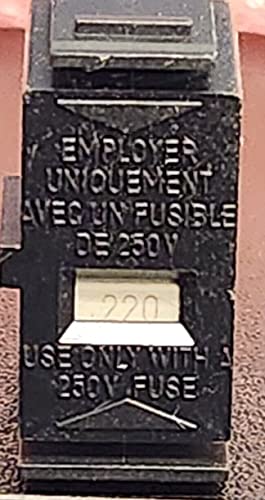 EMPLOYER
UNIQUEMENT
AVEC UN FUSIBLE
DE 250V
220
USE ONLY WITH A
250V FUSE